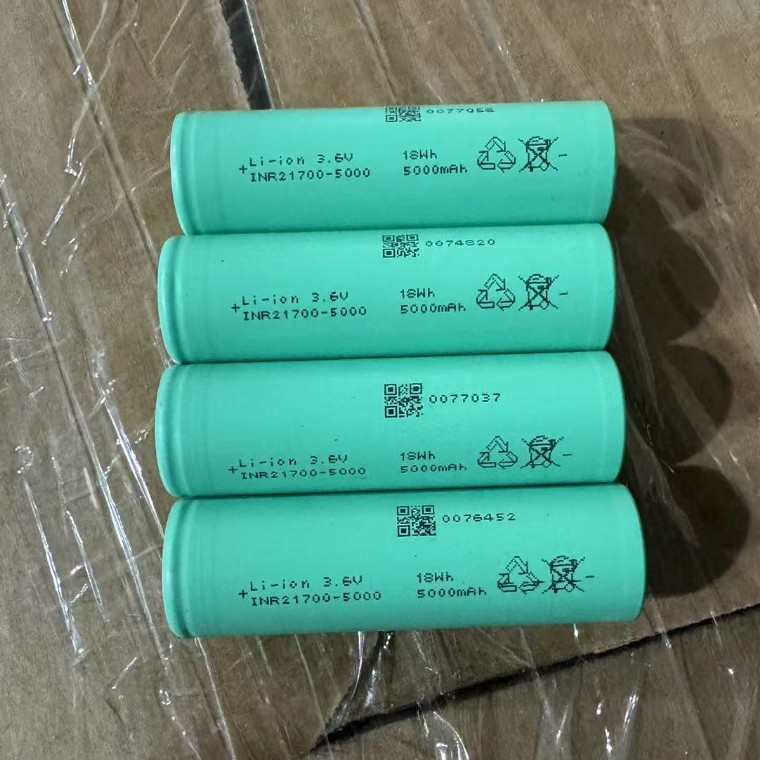 0077056
+Li-ion 3.6V 18Wh
INR21700-5000 5000mAh -
0074820
+Li-ion 3.6V 18Wh
INR21700-5000 5000mAh -
0077037
+Li-ion 3.6V 18Wh
INR21700-5000 5000mAh -
0076452
+Li-ion 3.6V 18Wh
INR21700-5000 5000mAh -